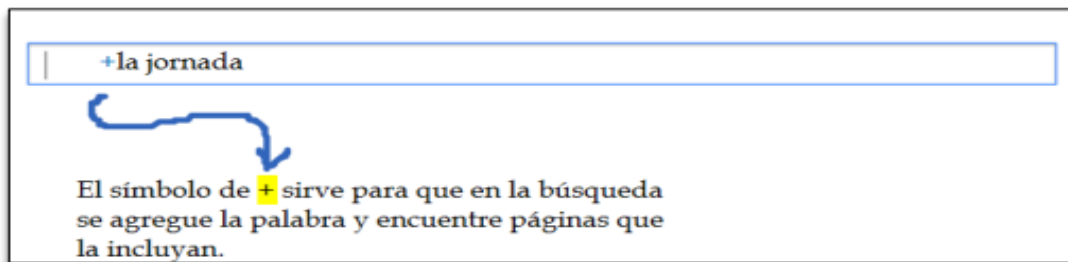 +la jornada
El símbolo de + sirve para que en la búsqueda
se agregue la palabra y encuentre páginas que
la incluyan.